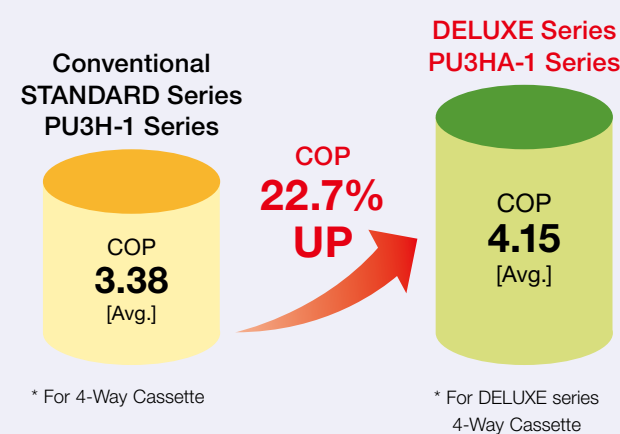 Conventional
STANDARD Series
PU3H-1 Series
COP
3.38
[Avg.]
* For 4-Way Cassette
COP
22.7%
UP
DELUXE Series
PU3HA-1 Series
COP
4.15
[Avg.]
* For DELUXE series
4-Way Cassette